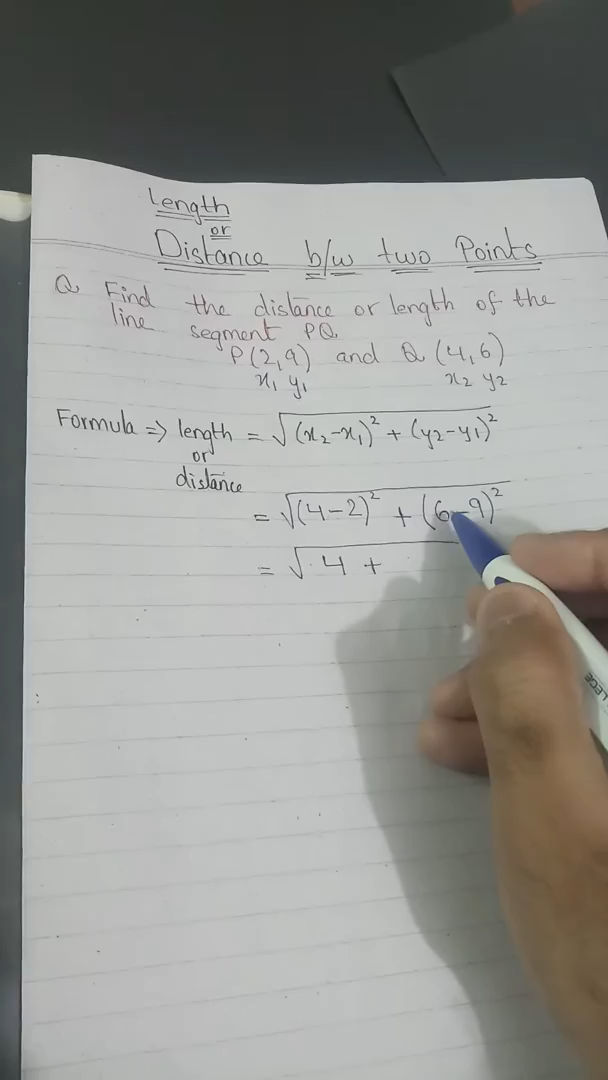 Length
or
Distance b/w two Points
Q Find the distance or length of the
line segment PQ
P(2,9) and Q(4,6)
x₁ y₁ x₂ y₂
Formula => length = √(x₂-x₁)² + (y₂-y₁)²
or
distance
= √(4-2)² + (6-9)²
= √4 +